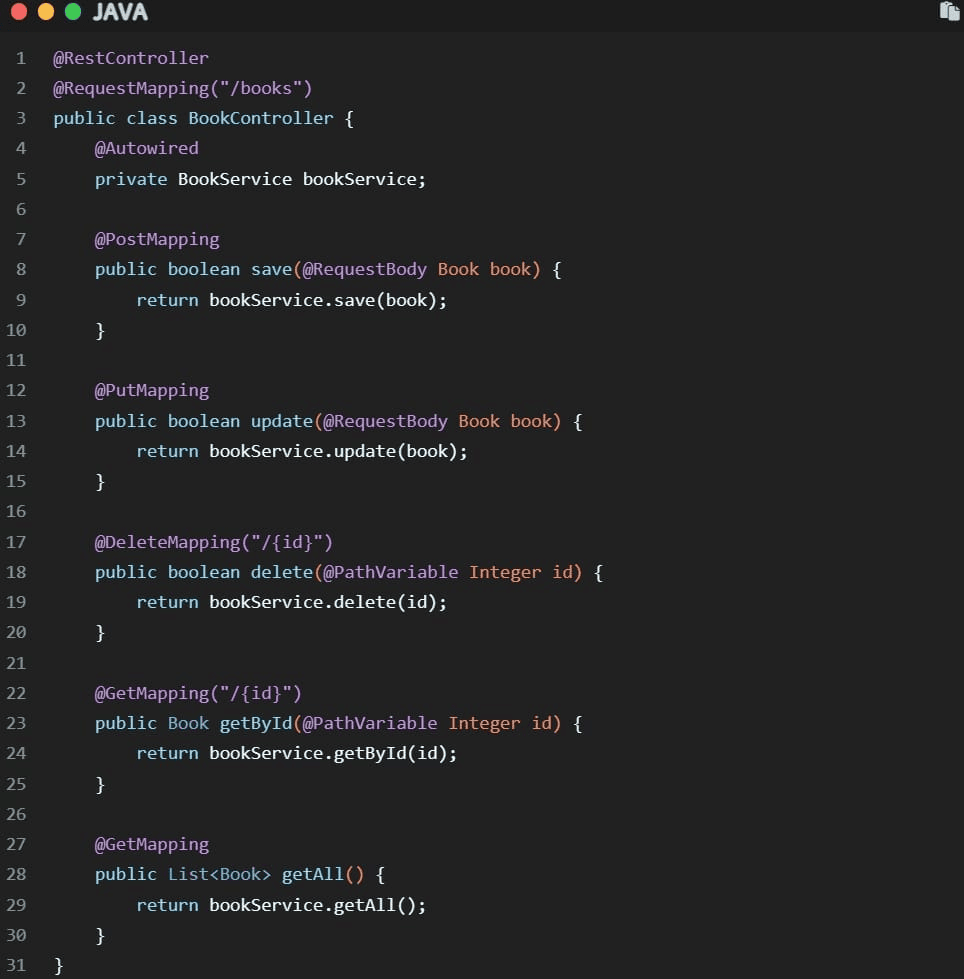 JAVA
1 @RestController
2 @RequestMapping("/books")
3 public class BookController {
4     @Autowired
5     private BookService bookService;
6
7     @PostMapping
8     public boolean save(@RequestBody Book book) {
9         return bookService.save(book);
10     }
11
12     @PutMapping
13     public boolean update(@RequestBody Book book) {
14         return bookService.update(book);
15     }
16
17     @DeleteMapping("/{id}")
18     public boolean delete(@PathVariable Integer id) {
19         return bookService.delete(id);
20     }
21
22     @GetMapping("/{id}")
23     public Book getById(@PathVariable Integer id) {
24         return bookService.getById(id);
25     }
26
27     @GetMapping
28     public List<Book> getAll() {
29         return bookService.getAll();
30     }
31 }